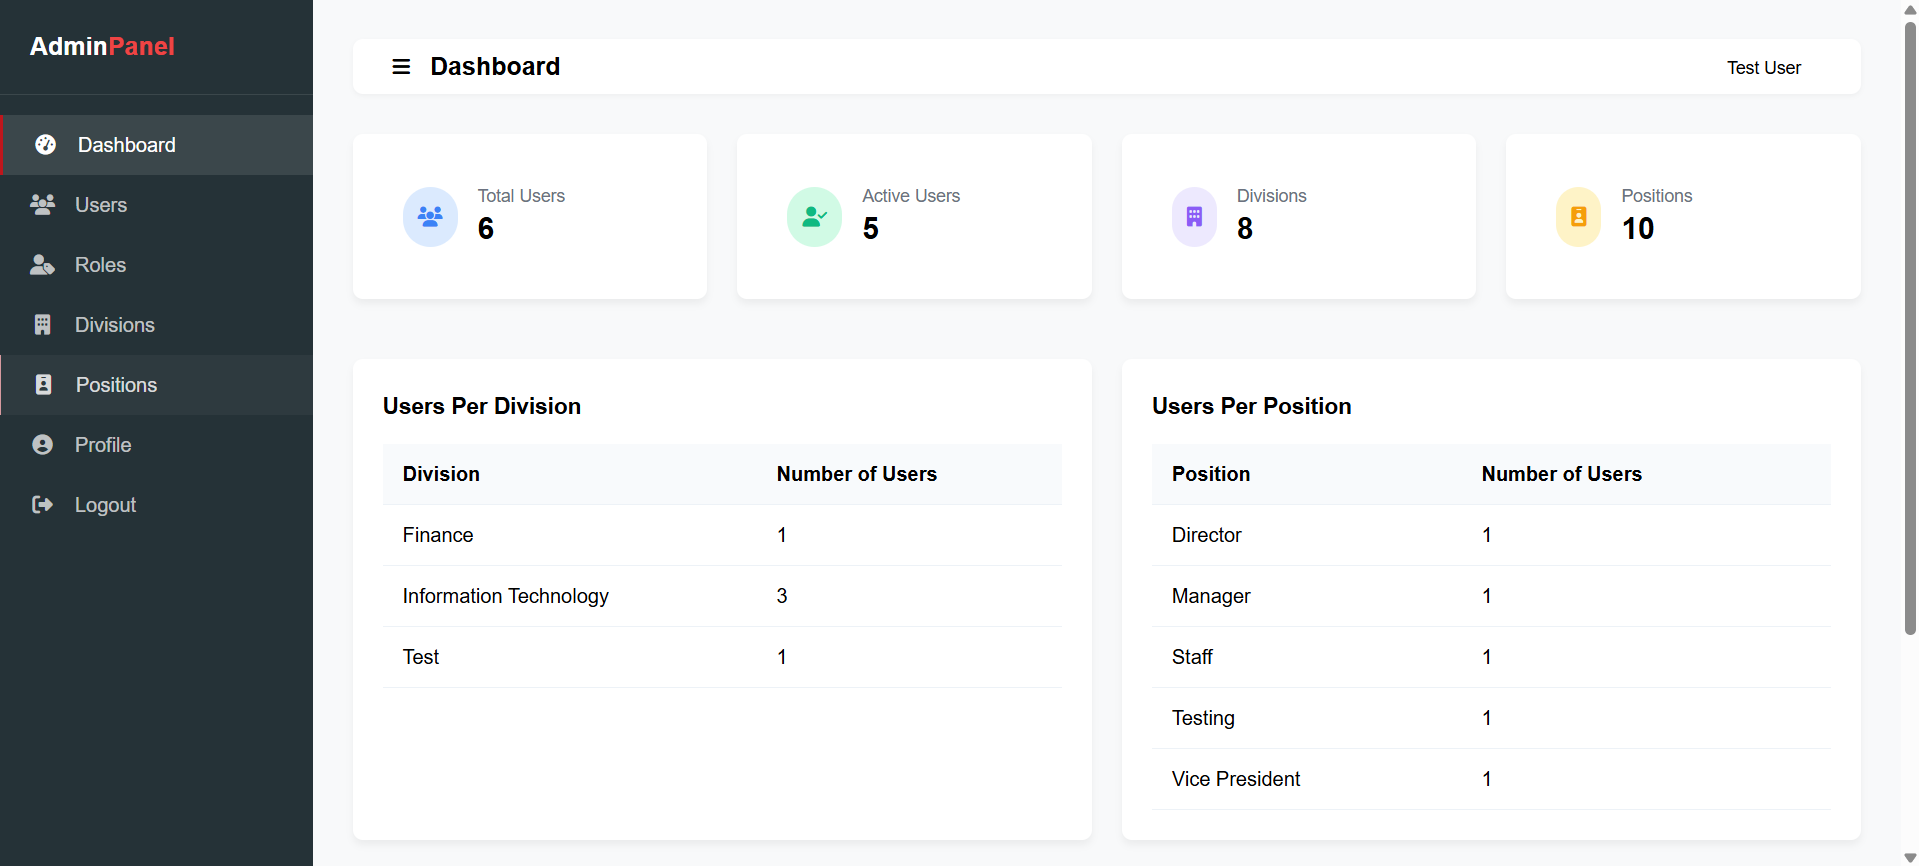 AdminPanel
Dashboard
Users
Roles
Divisions
Positions
Profile
Logout
Dashboard
Test User
Total Users
6
Active Users
5
Divisions
8
Positions
10
Users Per Division
Division Number of Users
Finance 1
Information Technology 3
Test 1
Users Per Position
Position Number of Users
Director 1
Manager 1
Staff 1
Testing 1
Vice President 1